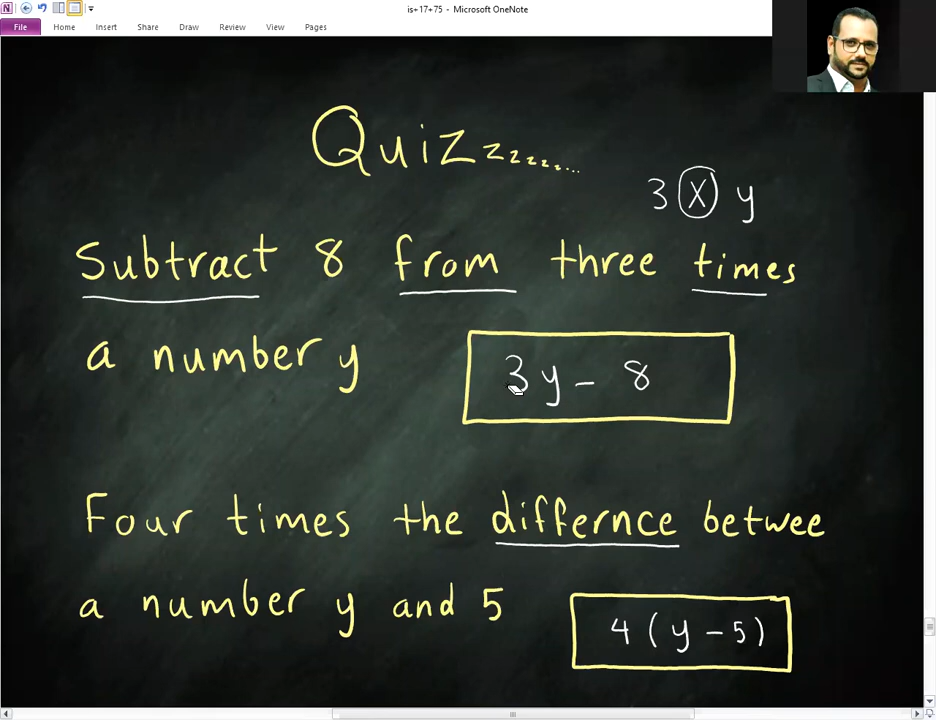 is+17+75 - Microsoft OneNote
File Home Insert Share Draw Review View Pages
Quizzzzzz...
3 x y
Subtract 8 from three times
a number y
3y - 8
Four times the differnce betwee
a number y and 5
4 (y - 5)